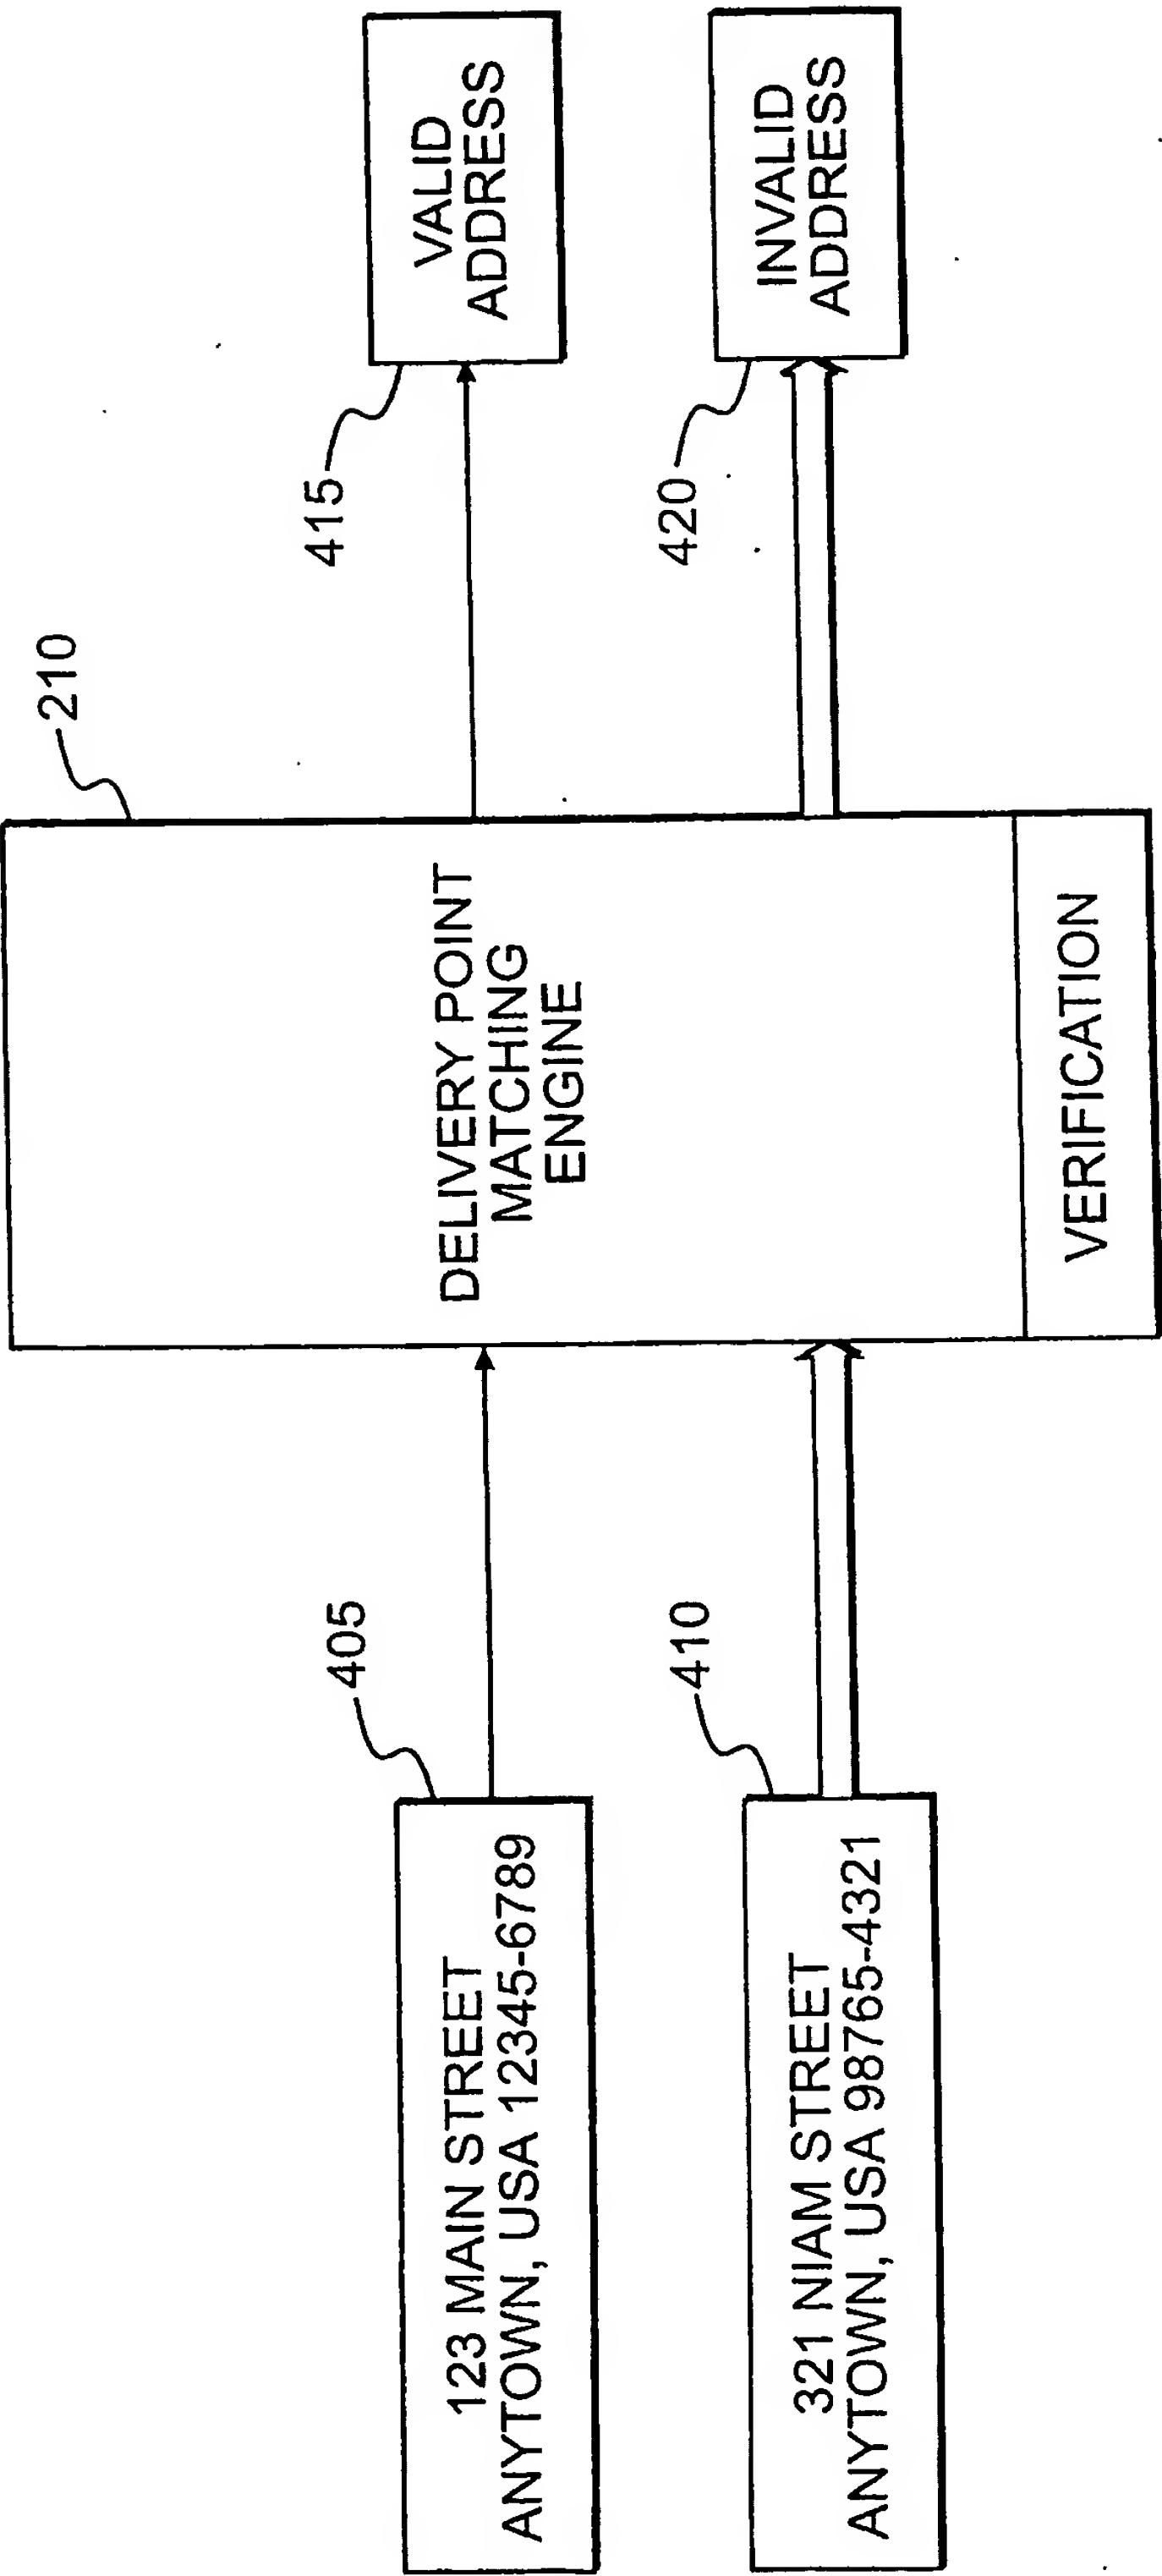 405
123 MAIN STREET
ANYTOWN, USA 12345-6789
410
321 NIAM STREET
ANYTOWN, USA 98765-4321
210
DELIVERY POINT
MATCHING
ENGINE
VERIFICATION
415
VALID
ADDRESS
420
INVALID
ADDRESS